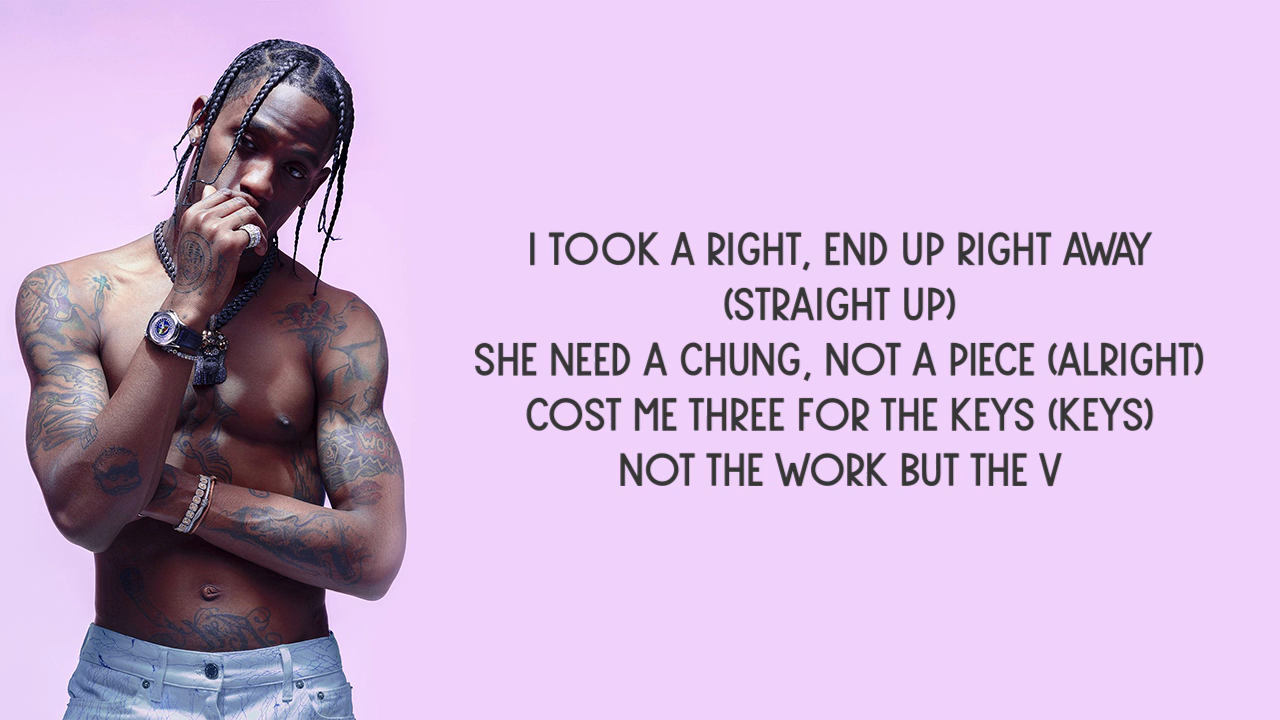 I TOOK A RIGHT, END UP RIGHT AWAY
(STRAIGHT UP)
SHE NEED A CHUNG, NOT A PIECE (ALRIGHT)
COST ME THREE FOR THE KEYS (KEYS)
NOT THE WORK BUT THE V